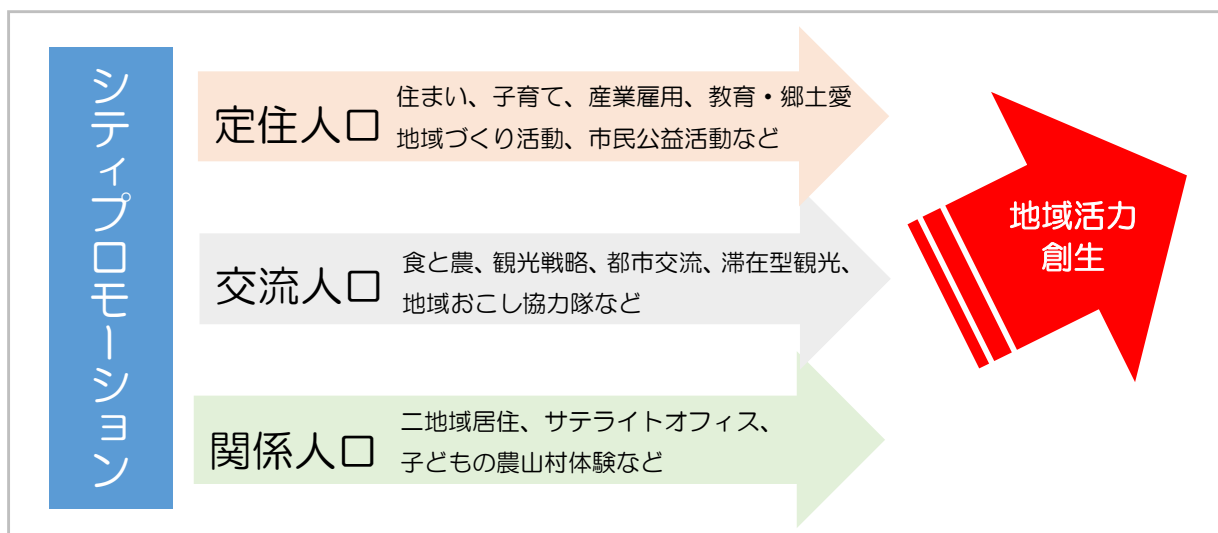 シティプロモーション
定住人口
住まい、子育て、産業雇用、教育・郷土愛
地域づくり活動、市民公益活動など
交流人口
食と農、観光戦略、都市交流、滞在型観光、
地域おこし協力隊など
関係人口
二地域居住、サテライトオフィス、
子どもの農山村体験など
地域活力
創生